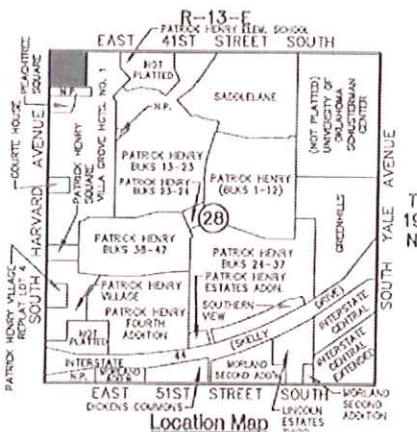 R-13-E
PATRICK HENRY ELEM. SCHOOL
EAST 41ST STREET SOUTH
PEACHTREE
SQUARE
N.P.
NOT
PLATTED
SADDLELANE
(NOT PLATTED)
UNIVERSITY OF
OKLAHOMA
SCHUSTERMAN
CENTER
N.P.
COURTE HOUSE
SOUTH HARVARD AVENUE
PATRICK HENRY
SQUARE
VILLA GROVE HGTS. NO. 1
PATRICK HENRY
BLKS 13-23
PATRICK HENRY
BLKS 23-24
PATRICK HENRY
(BLKS 1-12)
28
GREENHILLS
SOUTH YALE AVENUE
T
19
N
PATRICK HENRY
BLKS 38-47
PATRICK HENRY
BLKS 24-37
PATRICK HENRY
ESTATES ADDN.
PATRICK HENRY VILLAGE
REPLAT LOT 4
PATRICK HENRY
VILLAGE
PATRICK HENRY
FOURTH
ADDITION
SOUTHERN
VIEW
NOT
PLATTED
INTERSTATE 44 (SKELLY DRIVE)
INTERSTATE
CENTRAL
INTERSTATE
CENTRAL
EXTENDED
N.P.
MORLAND
ADDN.
MORLAND
SECOND ADD'N
EAST 51ST STREET SOUTH
DICKENS COMMONS
LINCOLN
ESTATES
MORLAND
SECOND
ADDITION
Location Map